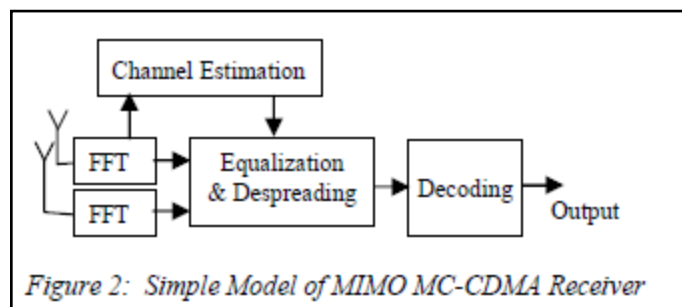 Channel Estimation
FFT
FFT
Equalization
& Despreading
Decoding
Output
Figure 2:  Simple Model of MIMO MC-CDMA Receiver